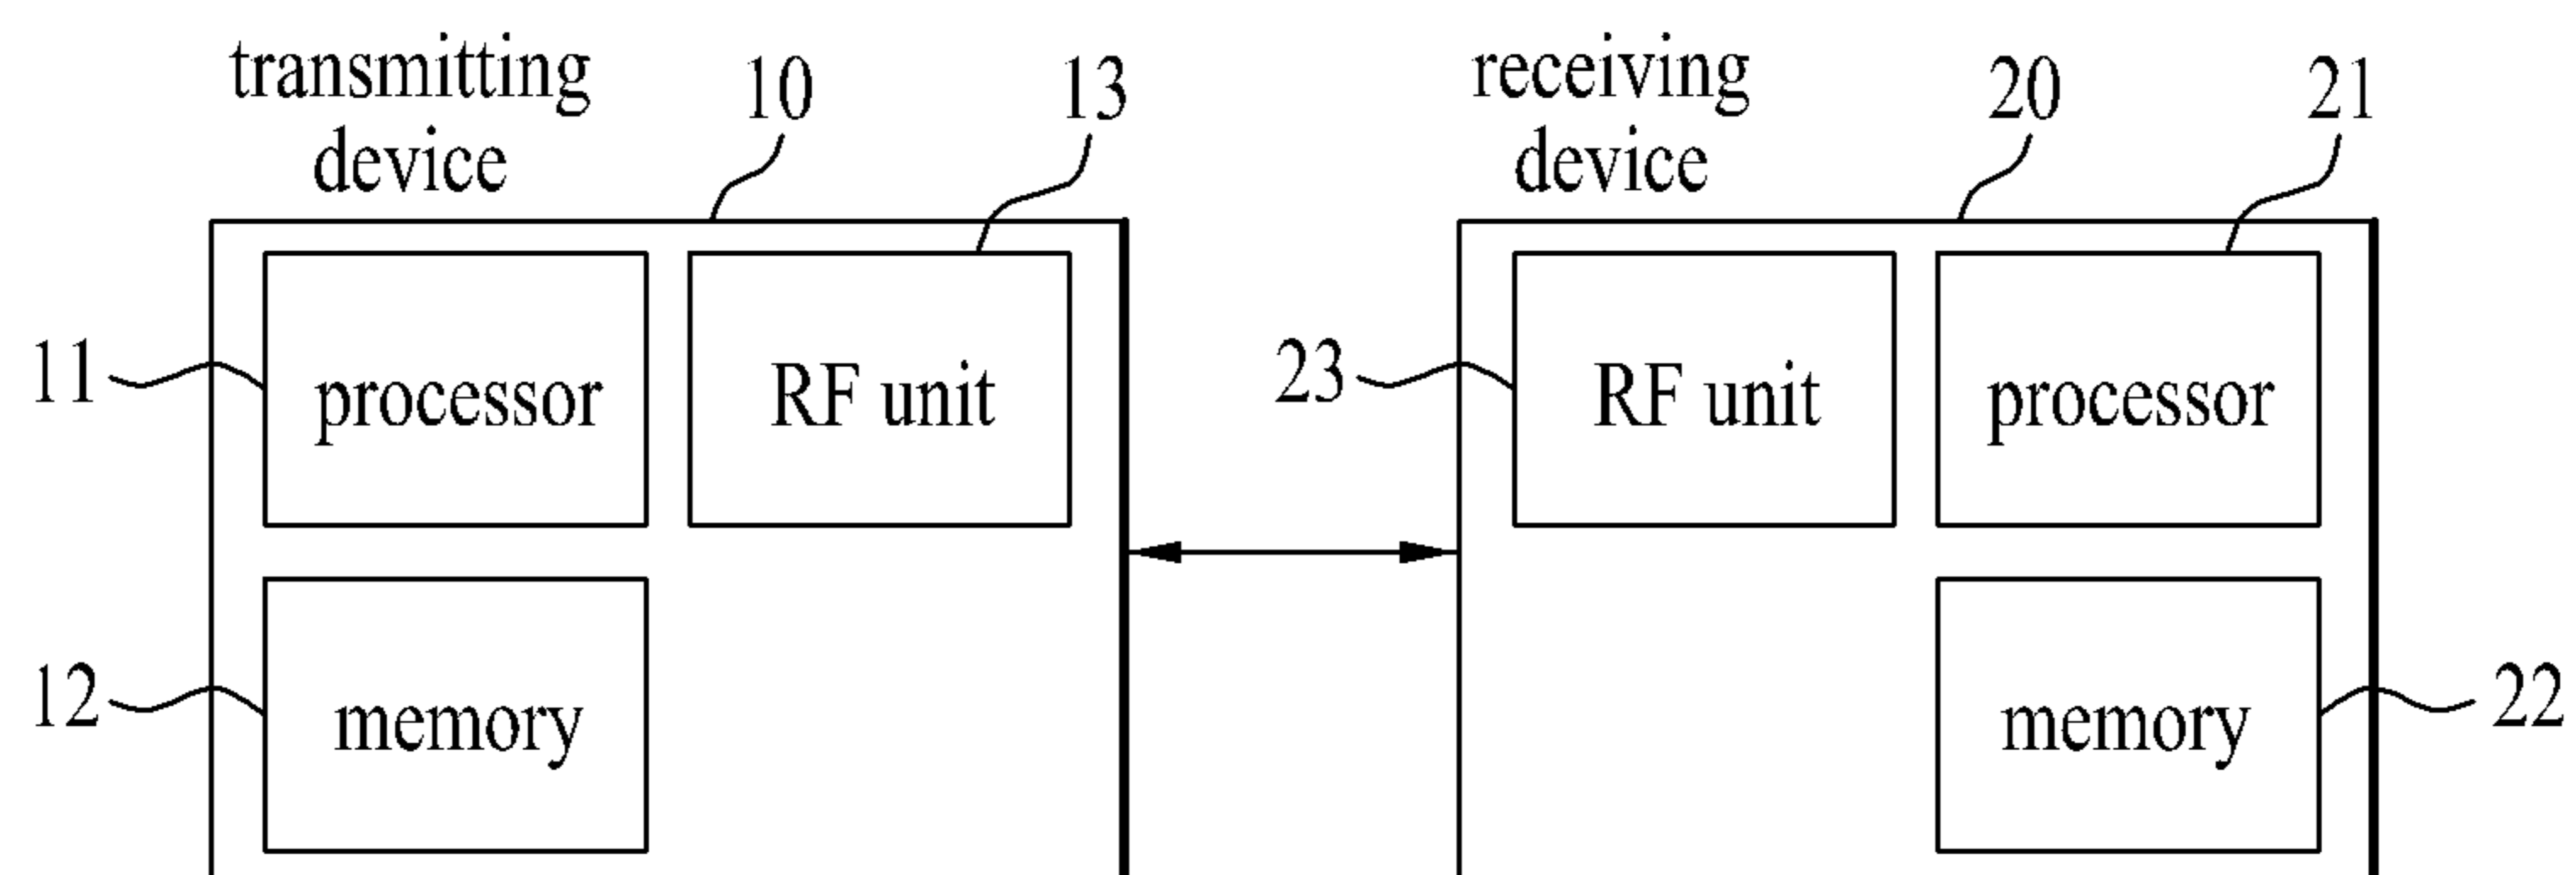 transmitting
device
10
13
receiving
device
20
21
11
processor
RF unit
23
RF unit
processor
12
memory
memory
22